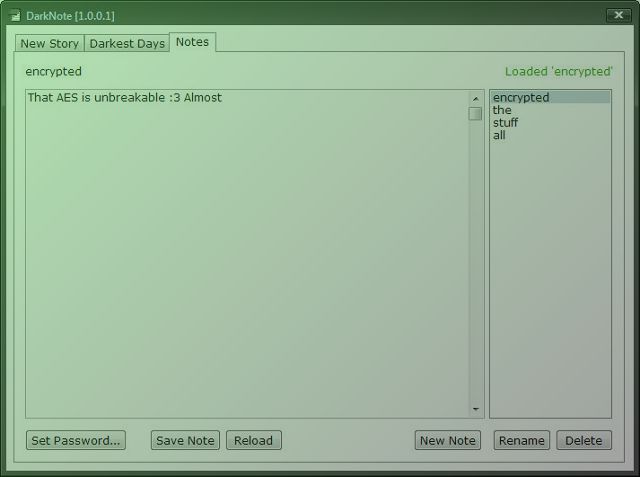 DarkNote [1.0.0.1]
New Story Darkest Days Notes
encrypted Loaded 'encrypted'
That AES is unbreakable :3 Almost
encrypted
the
stuff
all
Set Password... Save Note Reload New Note Rename Delete